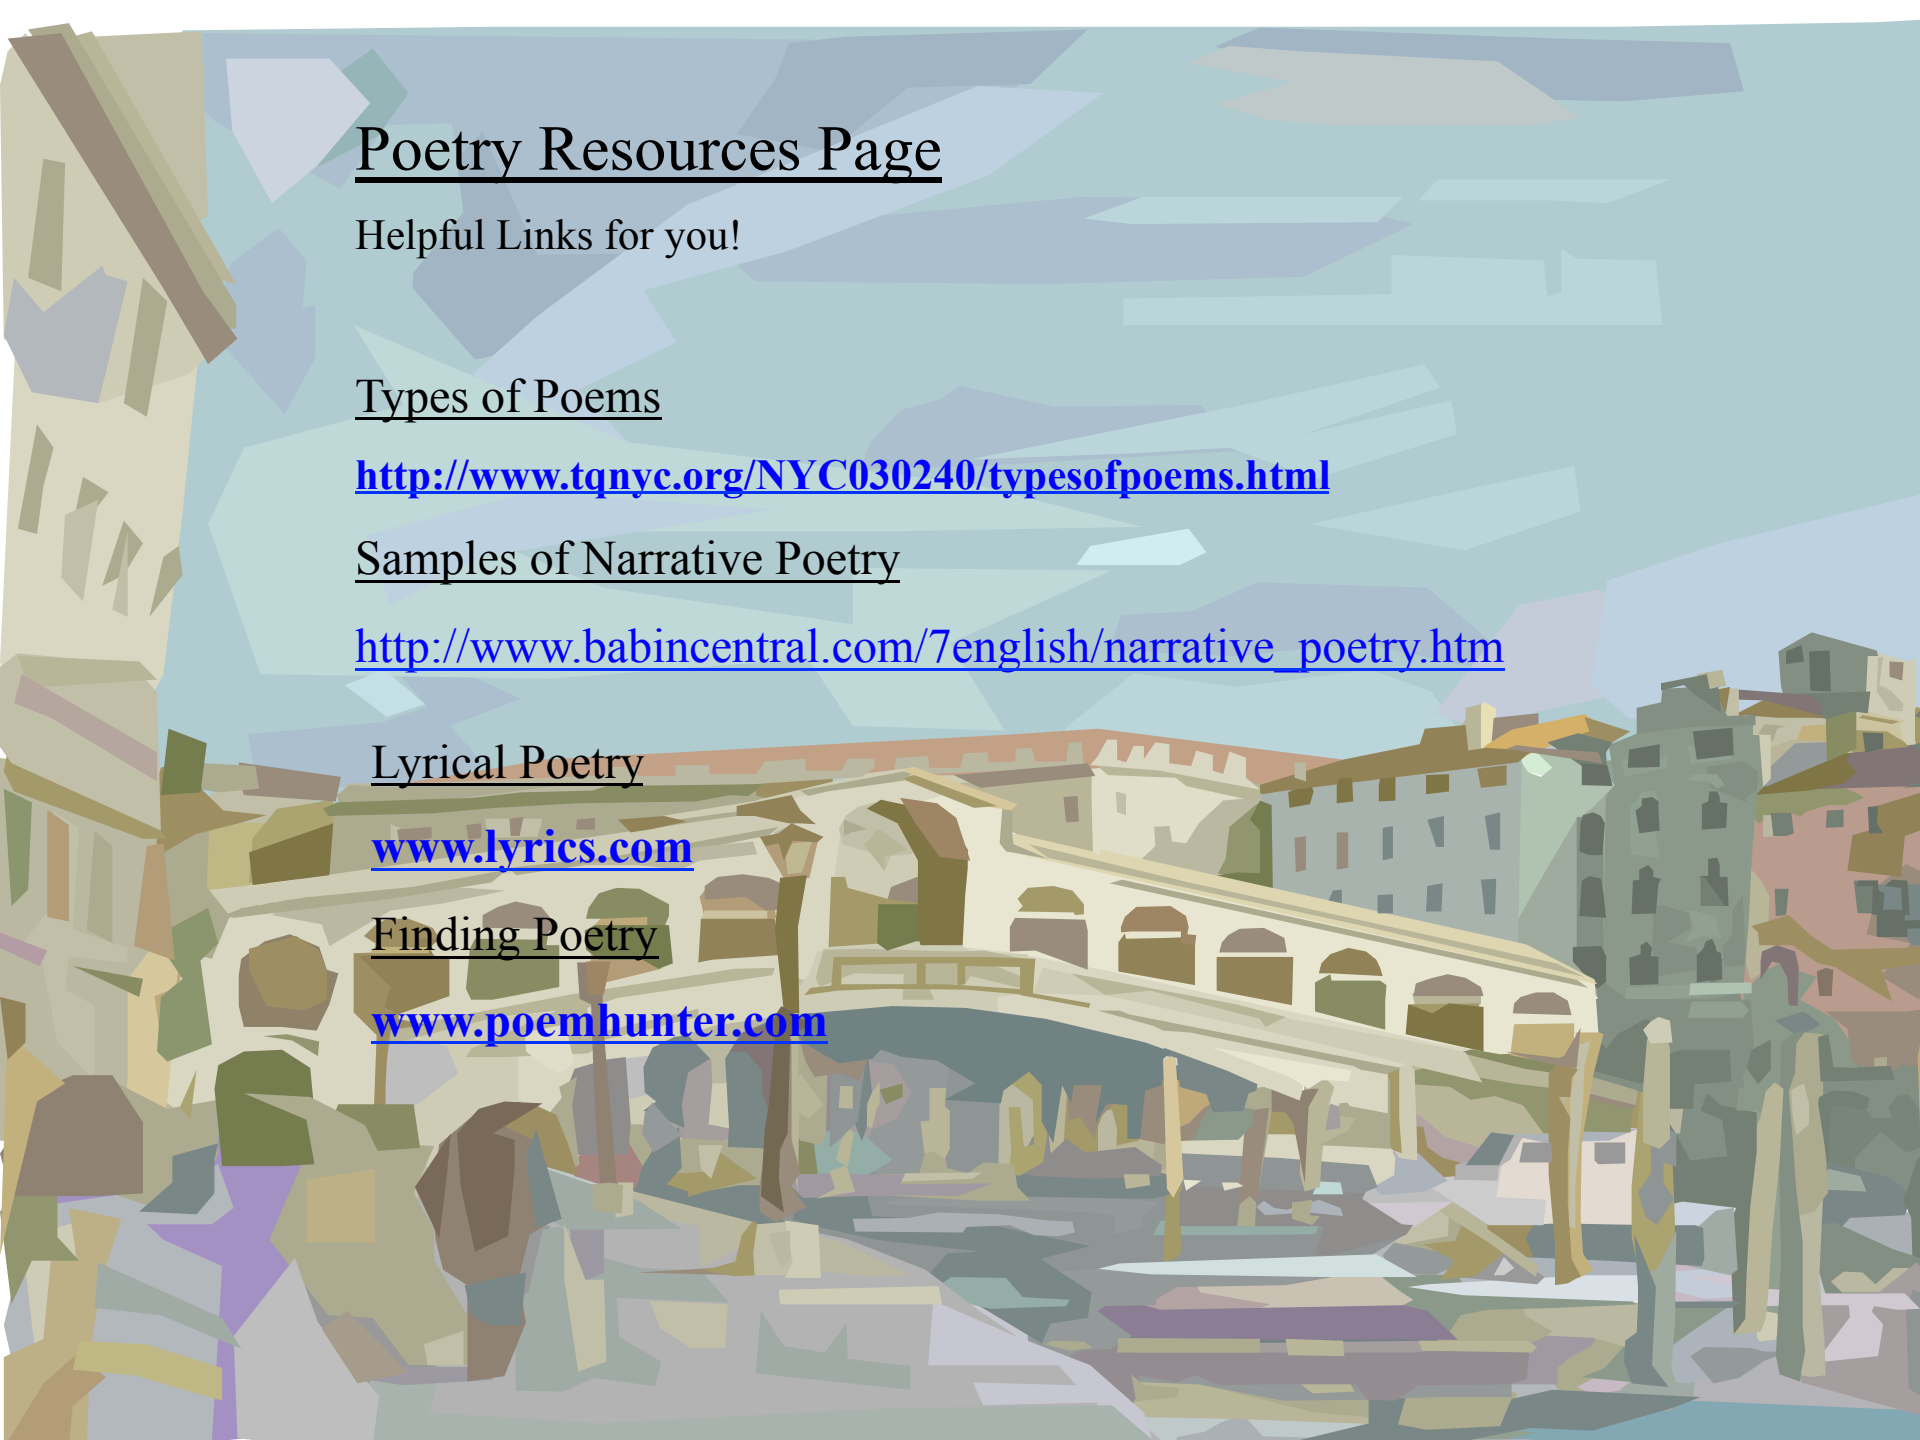 Poetry Resources Page
Helpful Links for you!
Types of Poems
http://www.tqnyc.org/NYC030240/typesofpoems.html
Samples of Narrative Poetry
http://www.babincentral.com/7english/narrative_poetry.htm
Lyrical Poetry
www.lyrics.com
Finding Poetry
www.poemhunter.com